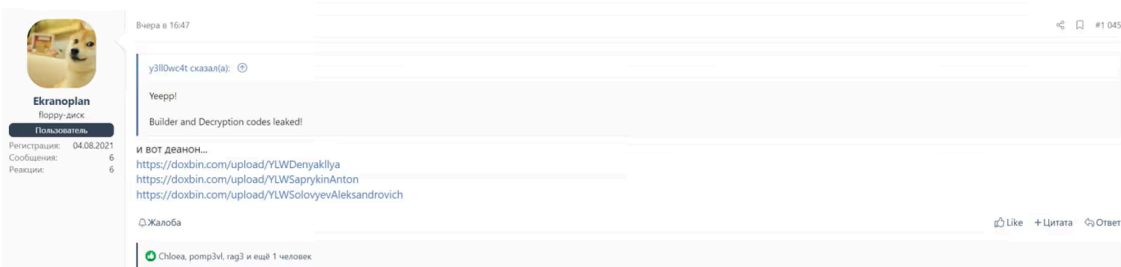 Вчера в 16:47
#1 045
Ekranoplan
floppy-диск
Пользователь
Регистрация: 04.08.2021
Сообщения: 6
Реакции: 6
y3ll0wc4t сказал(а):
Yeepp!
Builder and Decryption codes leaked!
и вот деанон...
https://doxbin.com/upload/YLWDenyakIlya
https://doxbin.com/upload/YLWSaprykinAnton
https://doxbin.com/upload/YLWSolovyevAleksandrovich
Жалоба
Like +Цитата Ответ
Chloea, pomp3vl, rag3 и ещё 1 человек